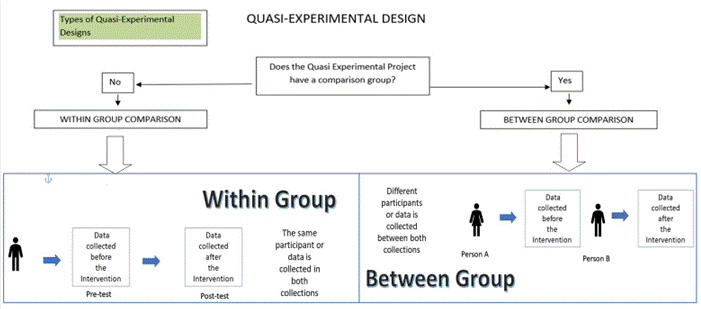 Types of Quasi-Experimental
Designs
QUASI-EXPERIMENTAL DESIGN
Does the Quasi Experimental Project
have a comparison group?
No
Yes
WITHIN GROUP COMPARISON
BETWEEN GROUP COMPARISON
Within Group
Data
collected
before
the
Intervention
Pre-test
Data
collected
after
the
Intervention
Post-test
The same
participant or
data is
collected in
both
collections
Different
participants
or data is
collected
between both
collections
Person A
Data
collected
before
the
Intervention
Person B
Data
collected
after
the
Intervention
Between Group